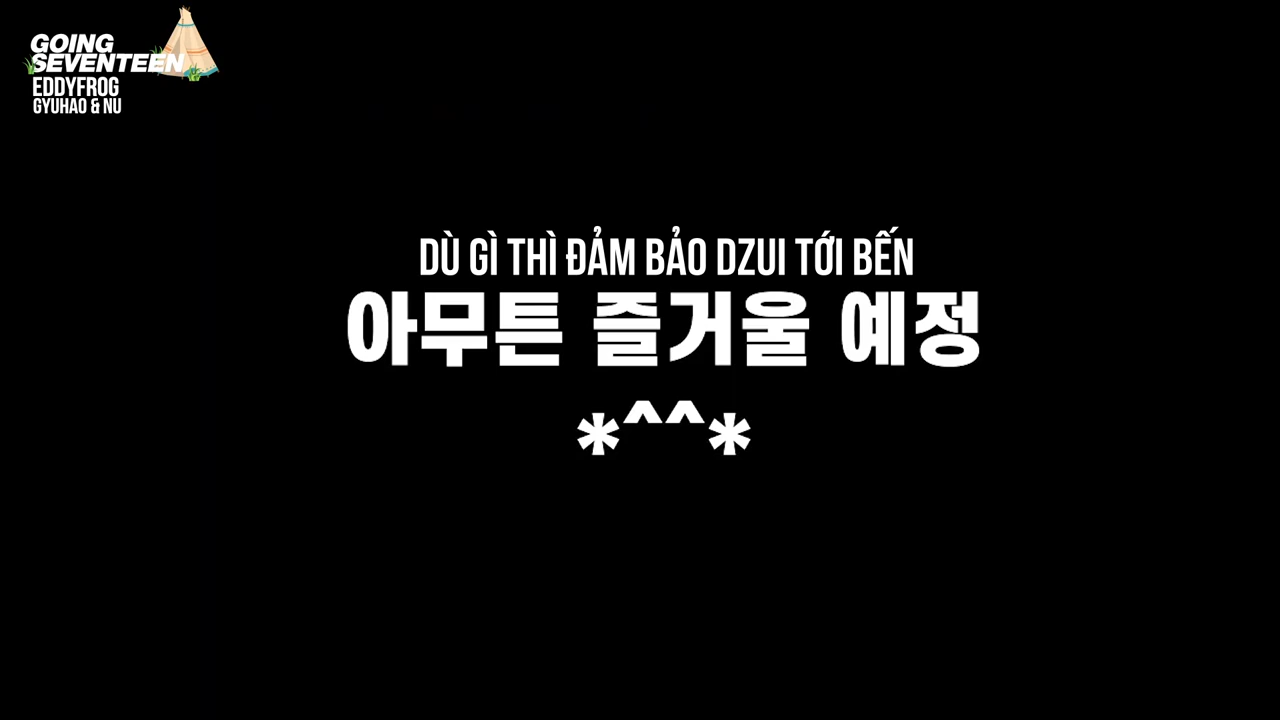 GOING
SEVENTEEN
EDDYFROG
GYUHAO & NU
DÙ GÌ THÌ ĐẢM BẢO DZUI TỚI BẾN
아무튼 즐거울 예정
*^^*